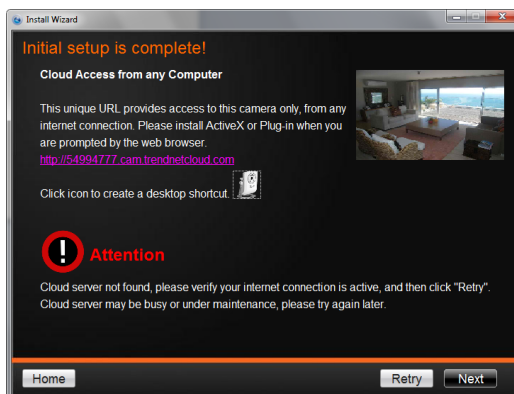 Install Wizard
Initial setup is complete!
Cloud Access from any Computer
This unique URL provides access to this camera only, from any
internet connection. Please install ActiveX or Plug-in when you
are prompted by the web browser.
http://54994777.cam.trendnetcloud.com
Click icon to create a desktop shortcut.
Attention
Cloud server not found, please verify your internet connection is active, and then click "Retry".
Cloud server may be busy or under maintenance, please try again later.
Home
Retry
Next